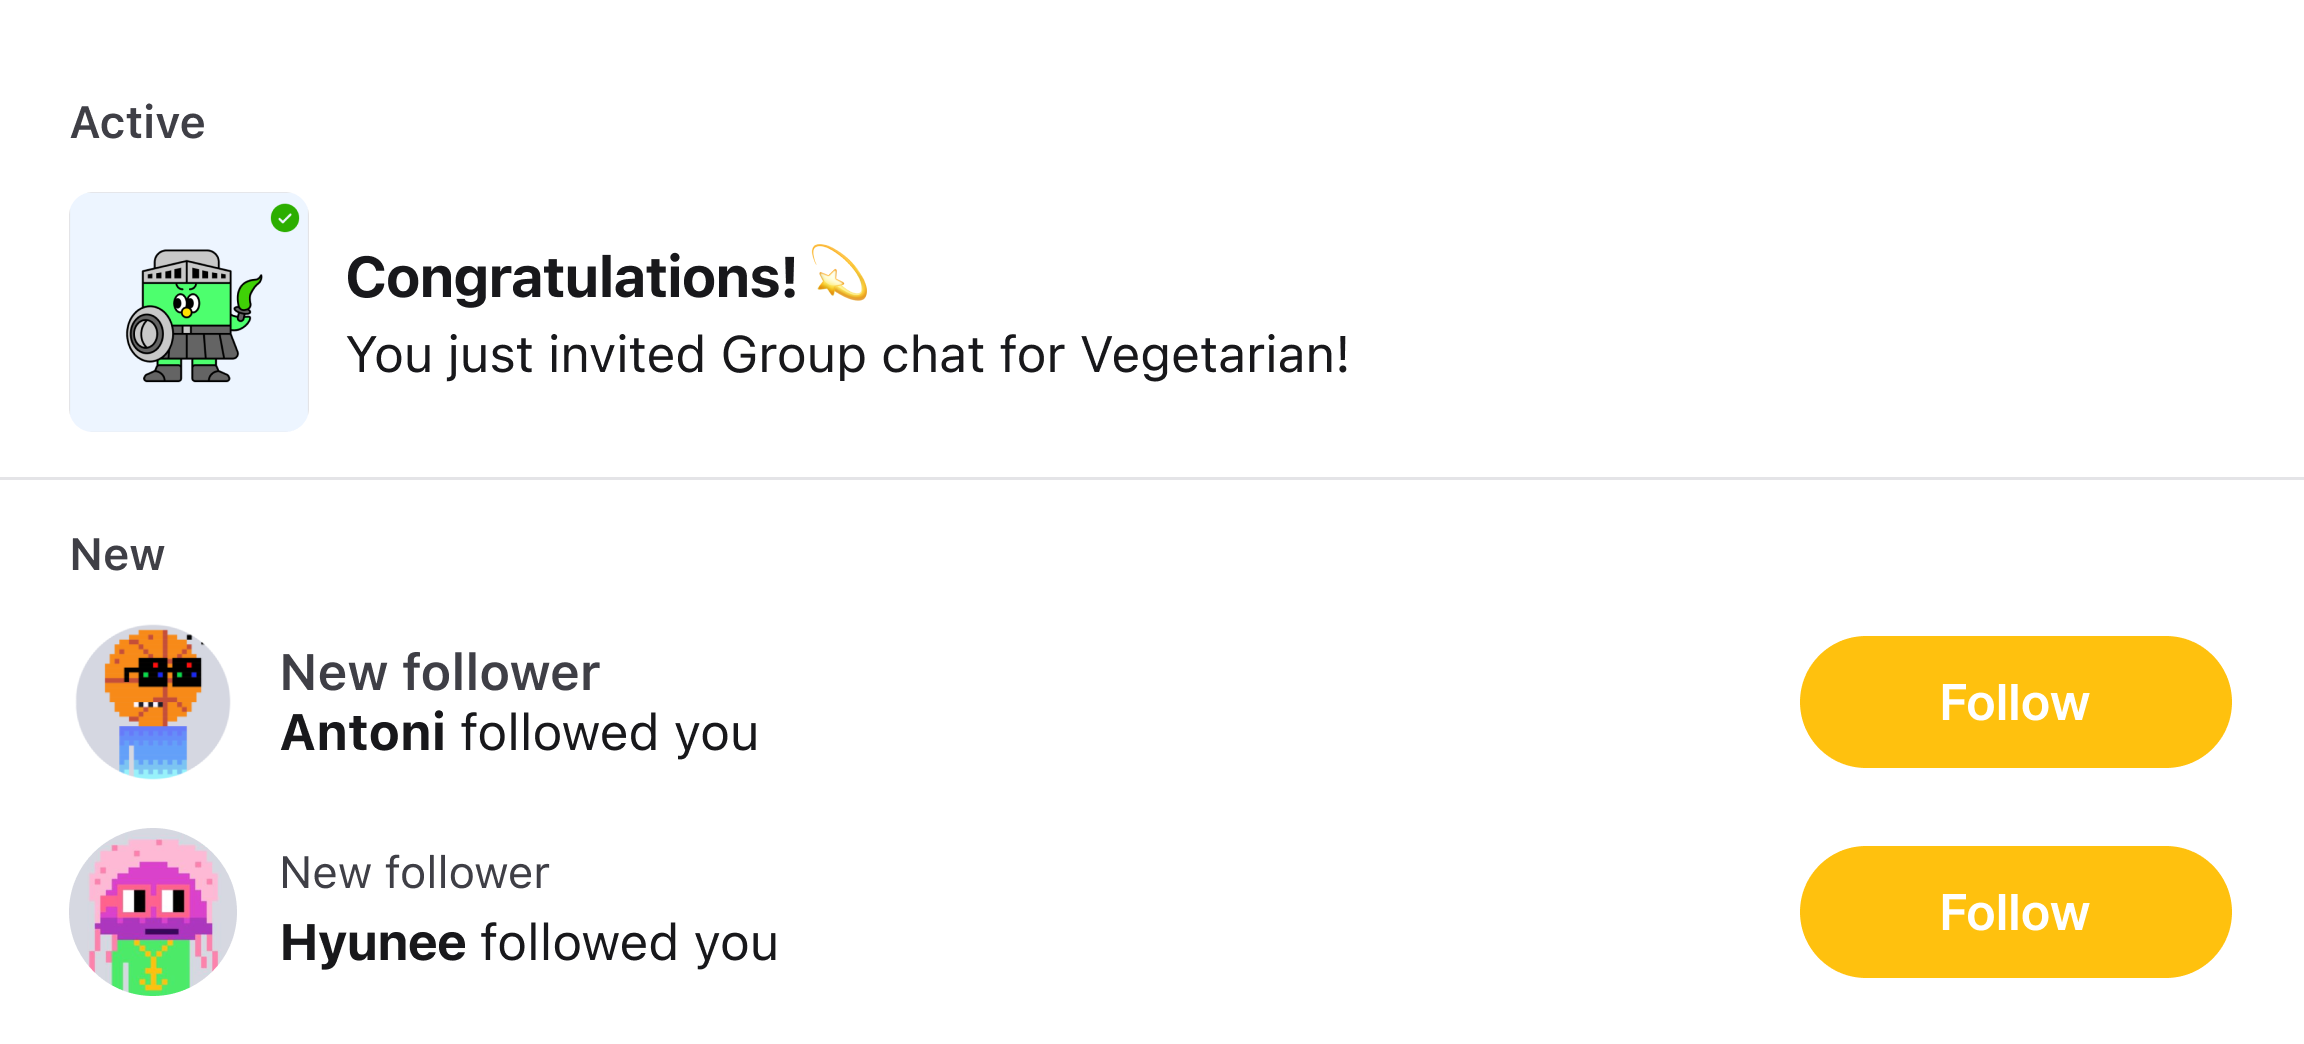 Active
Congratulations! 💫
You just invited Group chat for Vegetarian!
New
New follower
Antoni followed you
Follow
New follower
Hyunee followed you
Follow